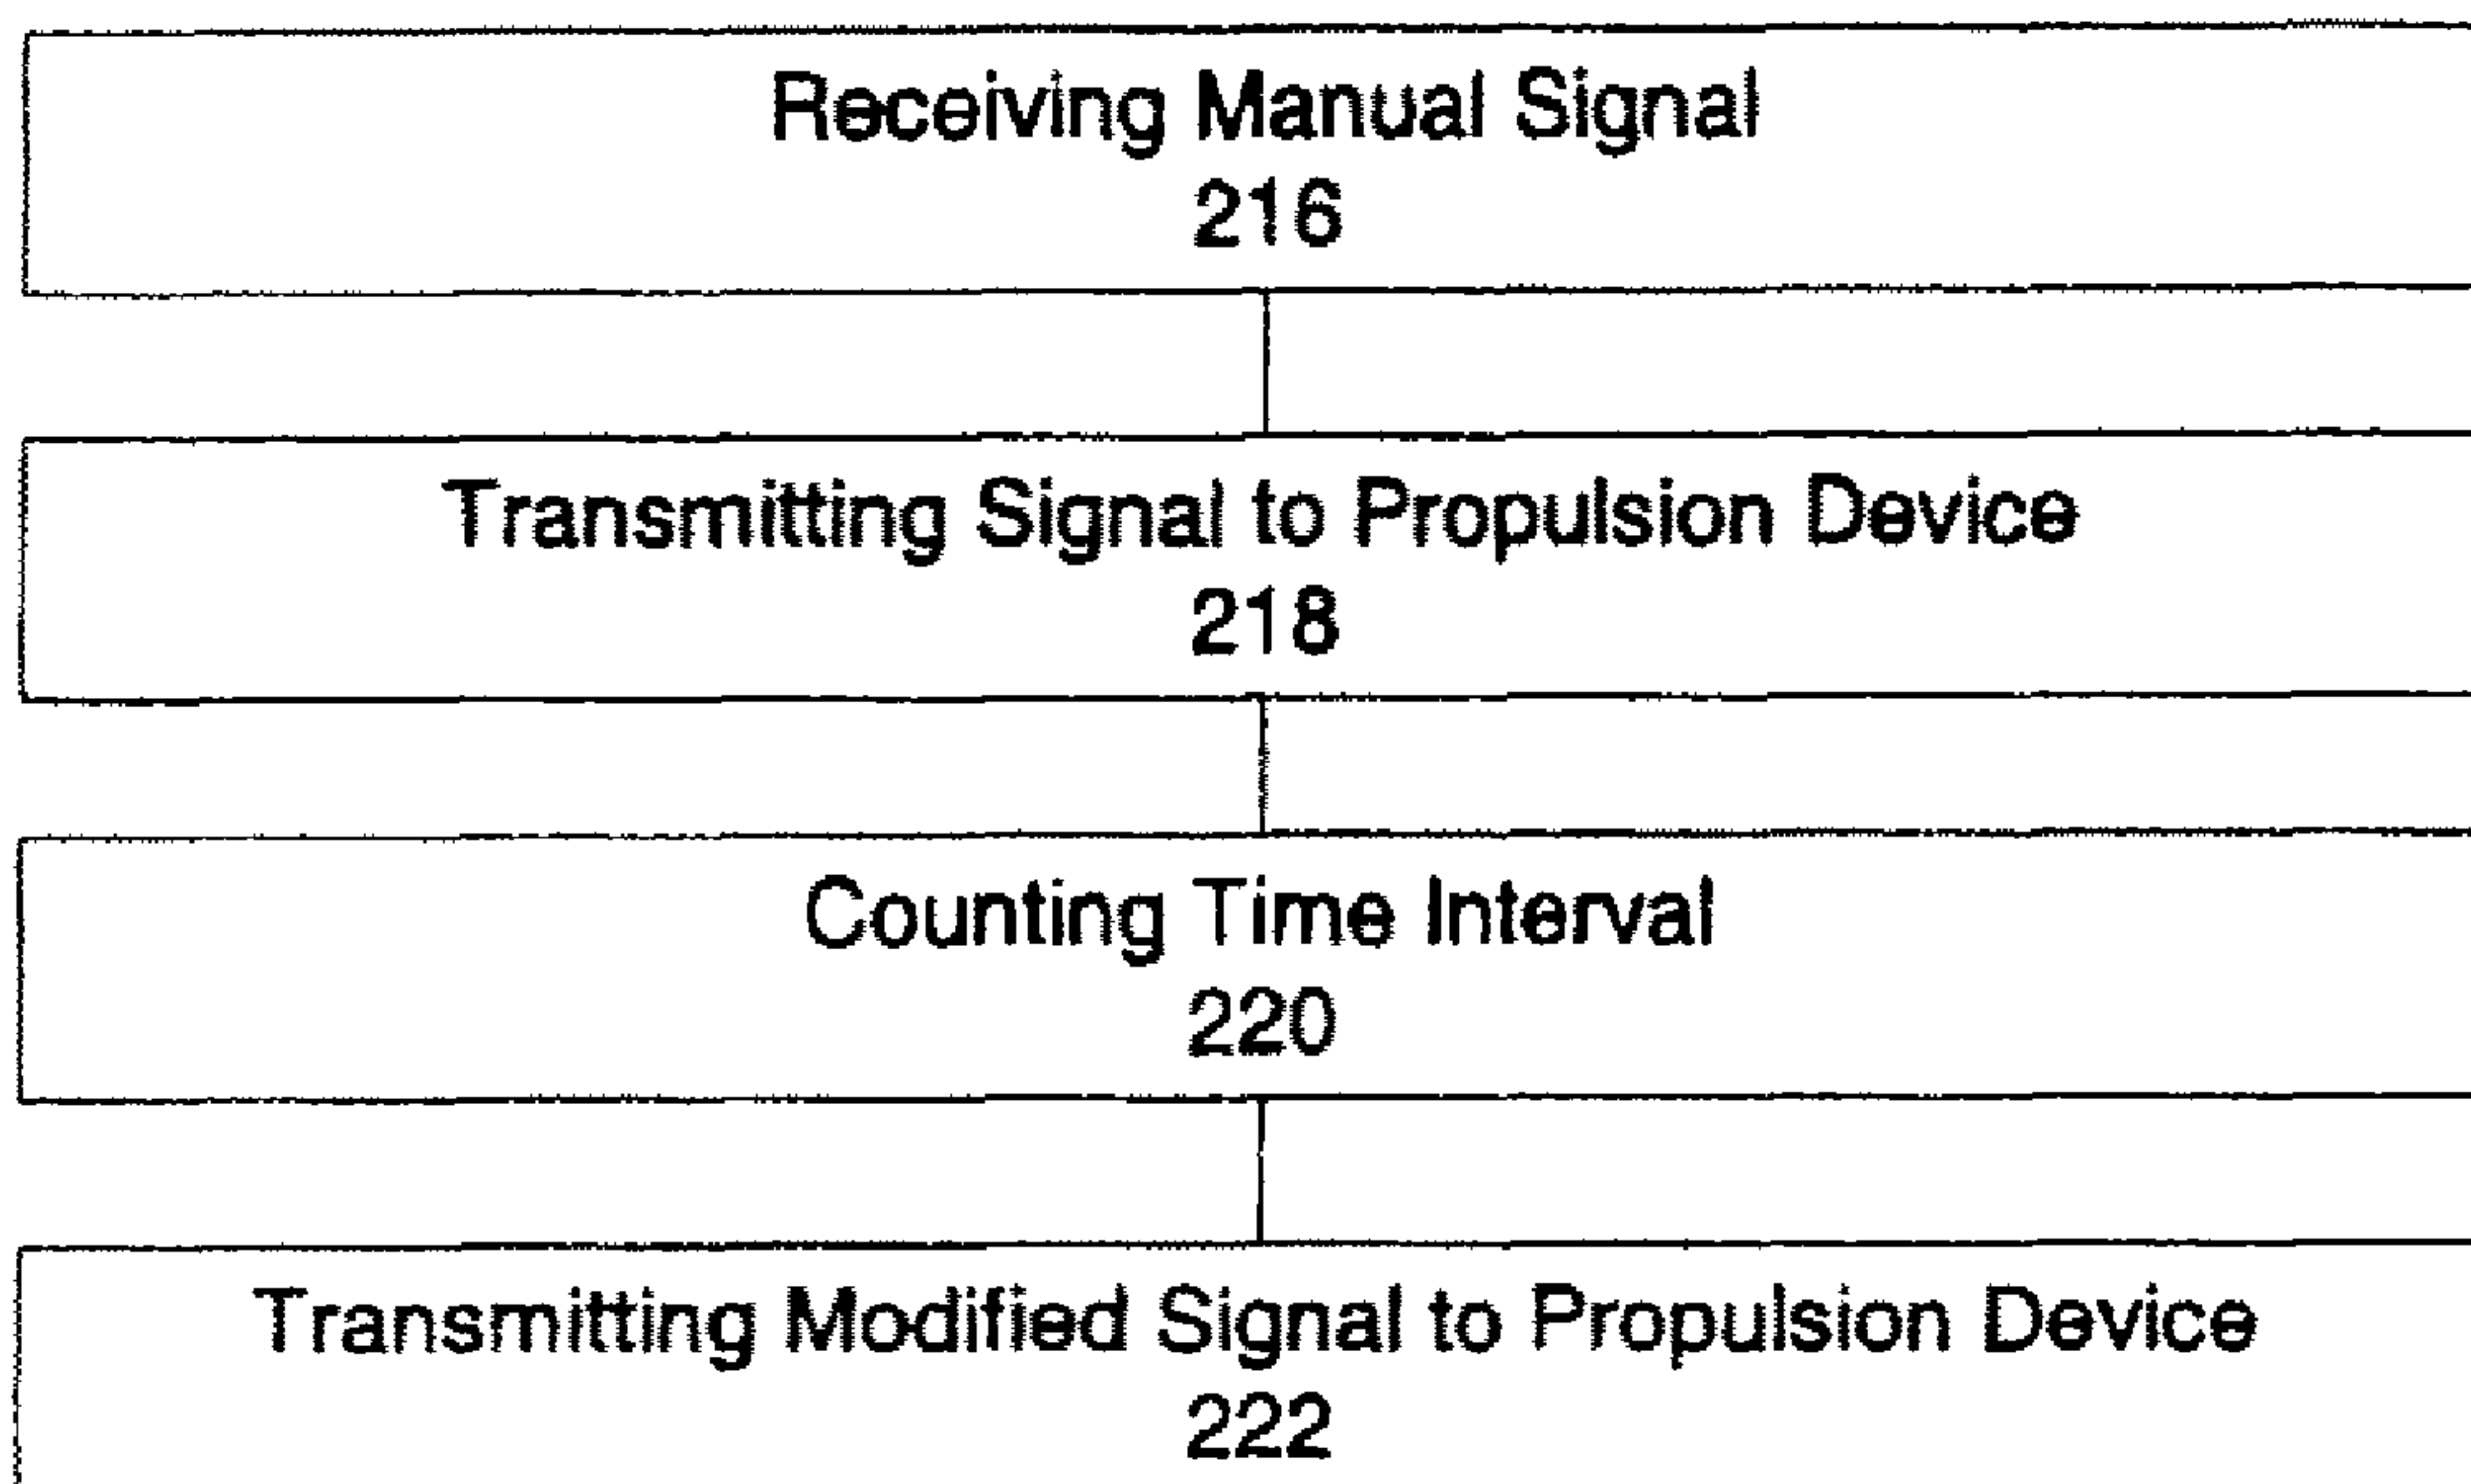 Receiving Manual Signal
216
Transmitting Signal to Propulsion Device
218
Counting Time Interval
220
Transmitting Modified Signal to Propulsion Device
222